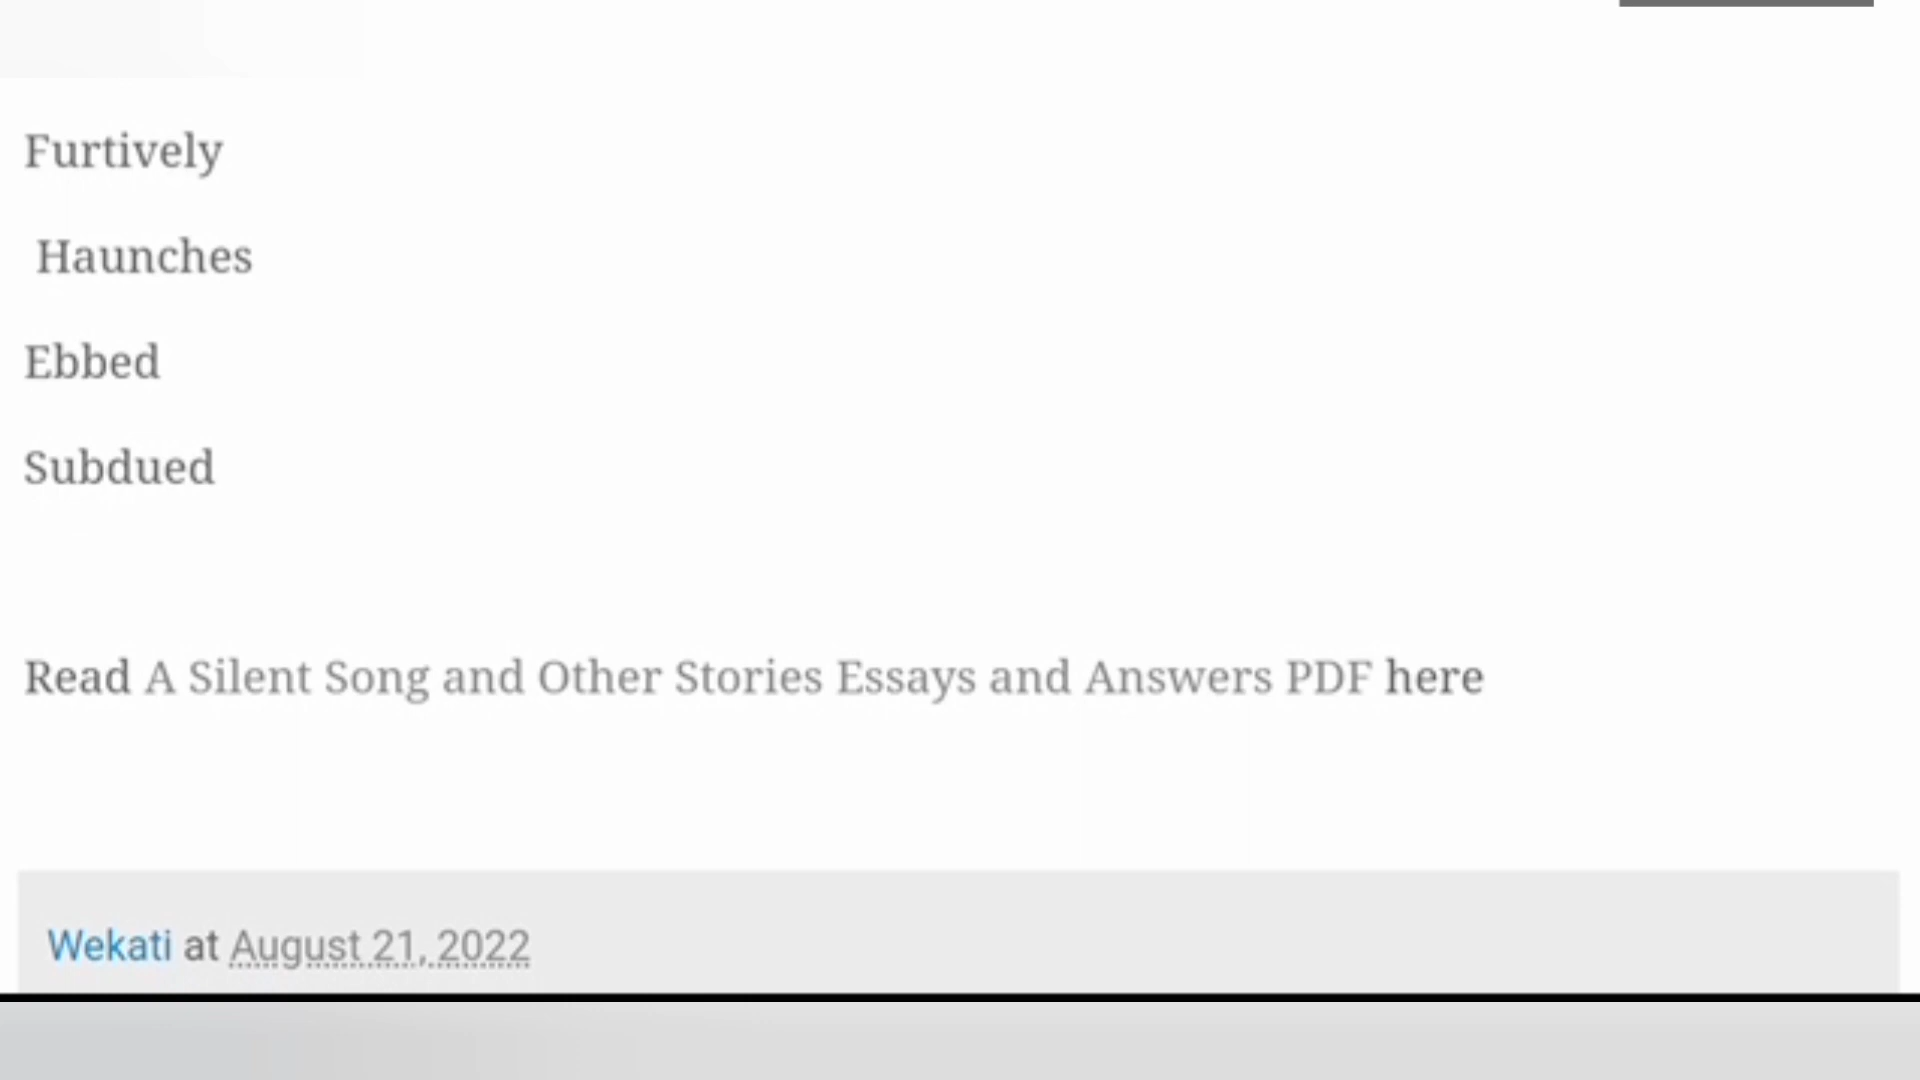 Furtively
Haunches
Ebbed
Subdued
Read A Silent Song and Other Stories Essays and Answers PDF here
Wekati at August 21, 2022